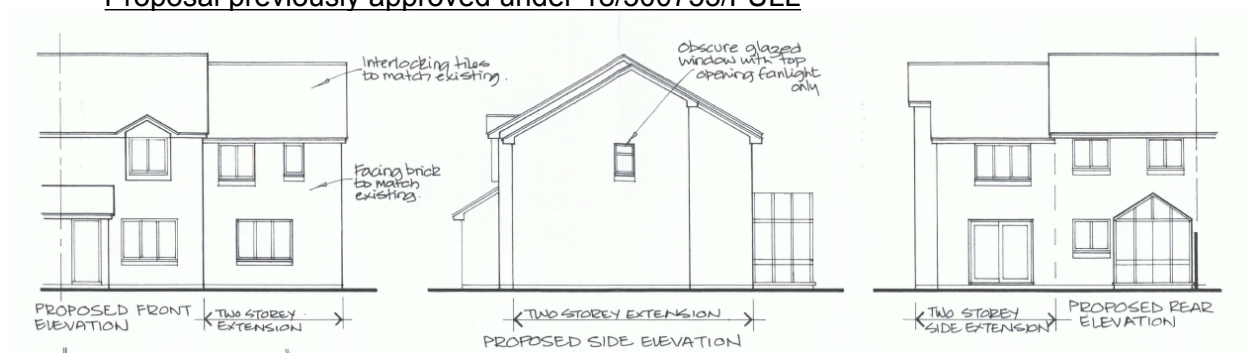 Proposal previously approved under 18/500733/FULL
Interlocking tiles
to match existing.
Facing brick
to match
existing.
PROPOSED FRONT
ELEVATION
TWO STOREY
EXTENSION
Obscure glazed
window with top
opening fanlight
only
TWO STOREY EXTENSION
PROPOSED SIDE ELEVATION
TWO STOREY
SIDE EXTENSION
PROPOSED REAR
ELEVATION